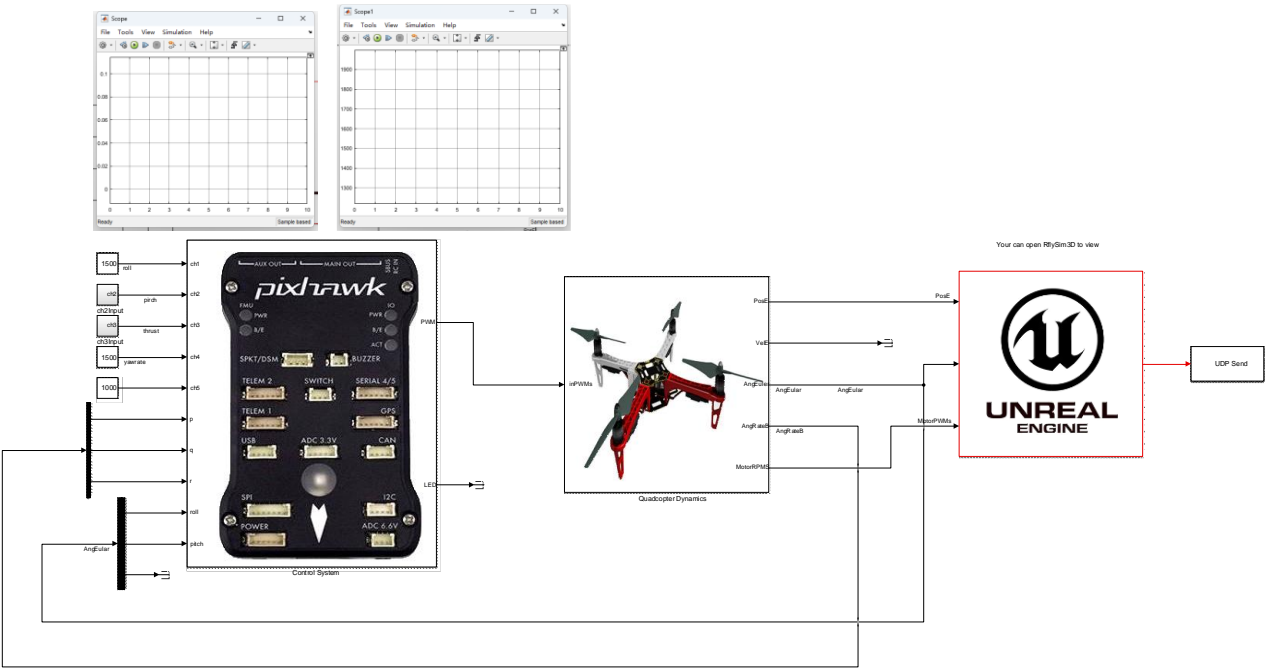 Scope
File Tools View Simulation Help
0.1
0.08
0.06
0.04
0.02
0
0 1 2 3 4 5 6 7 8 9 10
Ready Sample based
Scope1
File Tools View Simulation Help
1900
1800
1700
1600
1500
1400
1300
0 1 2 3 4 5 6 7 8 9 10
Ready Sample based
1500
roll
ch2
pirch
ch2Input
ch3
thrust
ch3Input
1500
yawrate
1000
AngEular
ch1
ch2
ch3
ch4
ch5
p
q
r
roll
pitch
AUX OUT MAIN OUT SBUS RC IN
pixhawk
FMU IO
PWR PWR
B/E B/E
ACT
SPKT/DSM BUZZER
TELEM 2 SWITCH SERIAL 4/5
TELEM 1 GPS
USB ADC 3.3V CAN
SPI I2C
POWER ADC 6.6V
PWM
LED
Control System
inPWMs
PosE
VelE
AngEuler
AngRateB
MotorRPMS
Quadcopter Dynamics
AngEular
AngEular
AngRateB
Your can open RflySim3D to view
PosE
MotorPWMs
UNREAL
ENGINE
UDP Send